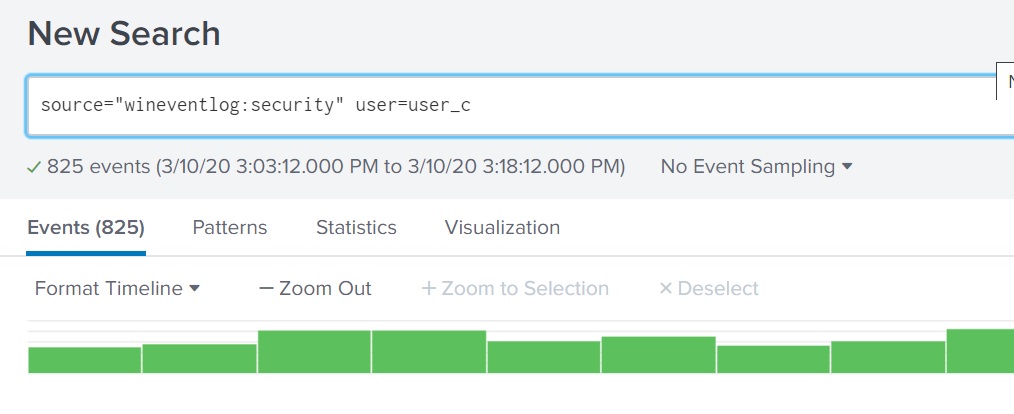 New Search
source="wineventlog:security" user=user_c
825 events (3/10/20 3:03:12.000 PM to 3/10/20 3:18:12.000 PM) No Event Sampling
Events (825) Patterns Statistics Visualization
Format Timeline — Zoom Out + Zoom to Selection × Deselect